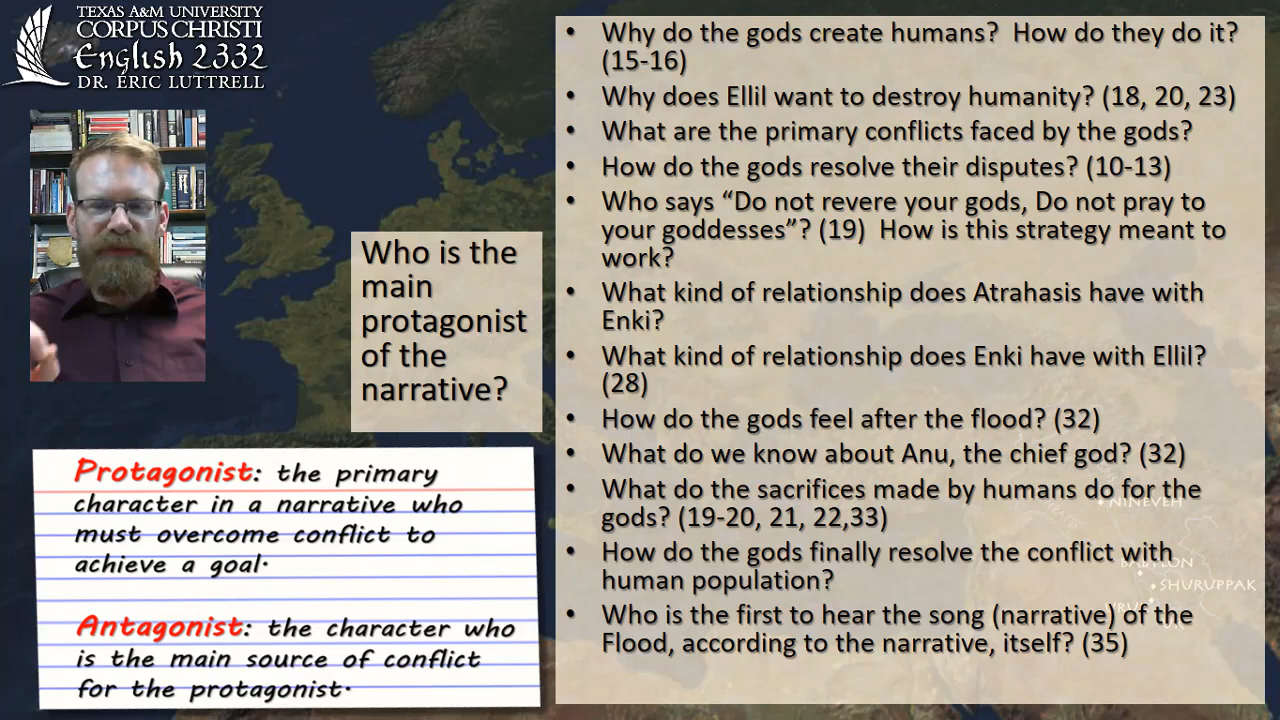 TEXAS A&M UNIVERSITY
CORPUS CHRISTI
English 2332
DR. ERIC LUTTRELL
Who is the
main
protagonist
of the
narrative?
Protagonist: the primary
character in a narrative who
must overcome conflict to
achieve a goal.
Antagonist: the character who
is the main source of conflict
for the protagonist.
• Why do the gods create humans? How do they do it?
(15-16)
• Why does Ellil want to destroy humanity? (18, 20, 23)
• What are the primary conflicts faced by the gods?
• How do the gods resolve their disputes? (10-13)
• Who says “Do not revere your gods, Do not pray to
your goddesses”? (19) How is this strategy meant to
work?
• What kind of relationship does Atrahasis have with
Enki?
• What kind of relationship does Enki have with Ellil?
(28)
• How do the gods feel after the flood? (32)
• What do we know about Anu, the chief god? (32)
• What do the sacrifices made by humans do for the
gods? (19-20, 21, 22,33)
• How do the gods finally resolve the conflict with
human population?
• Who is the first to hear the song (narrative) of the
Flood, according to the narrative, itself? (35)
NINEVEH
BABYLON
SHURUPPAK